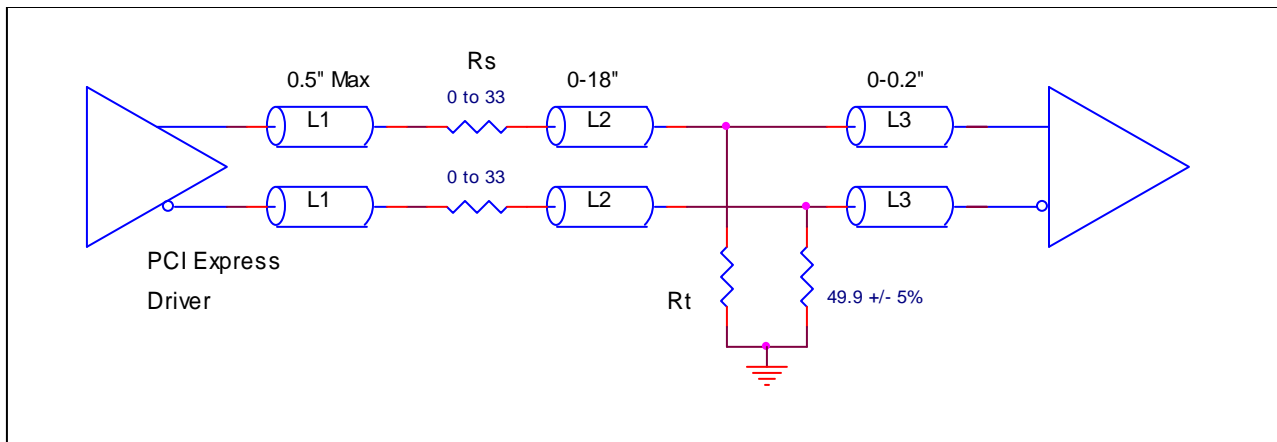 Rs
0.5" Max
0 to 33
0-18"
0-0.2"
L1
L2
L3
0 to 33
L1
L2
L3
PCI Express
Driver
Rt
49.9 +/- 5%